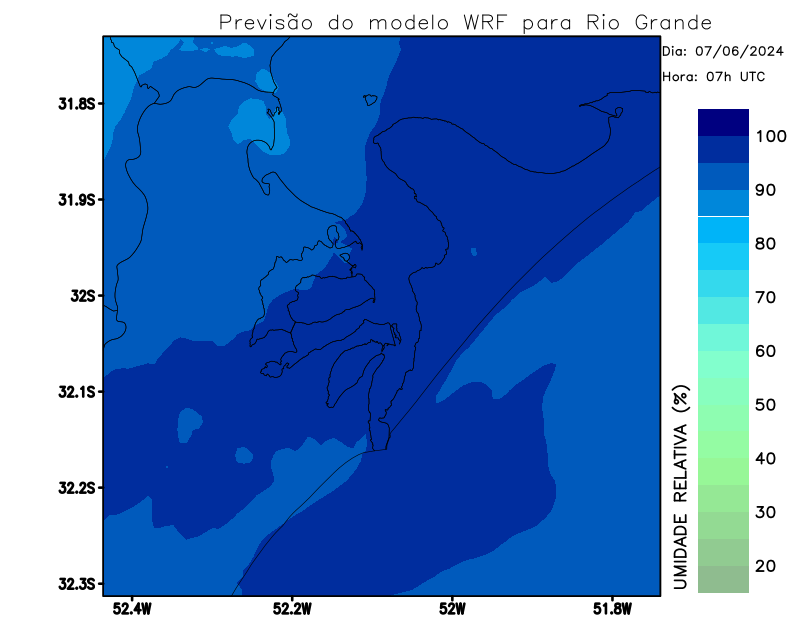 Previsão do modelo WRF para Rio Grande
Dia: 07/06/2024
Hora: 07h UTC
31.8S
31.9S
32S
32.1S
32.2S
32.3S
52.4W
52.2W
52W
51.8W
UMIDADE RELATIVA (%)
100
90
80
70
60
50
40
30
20